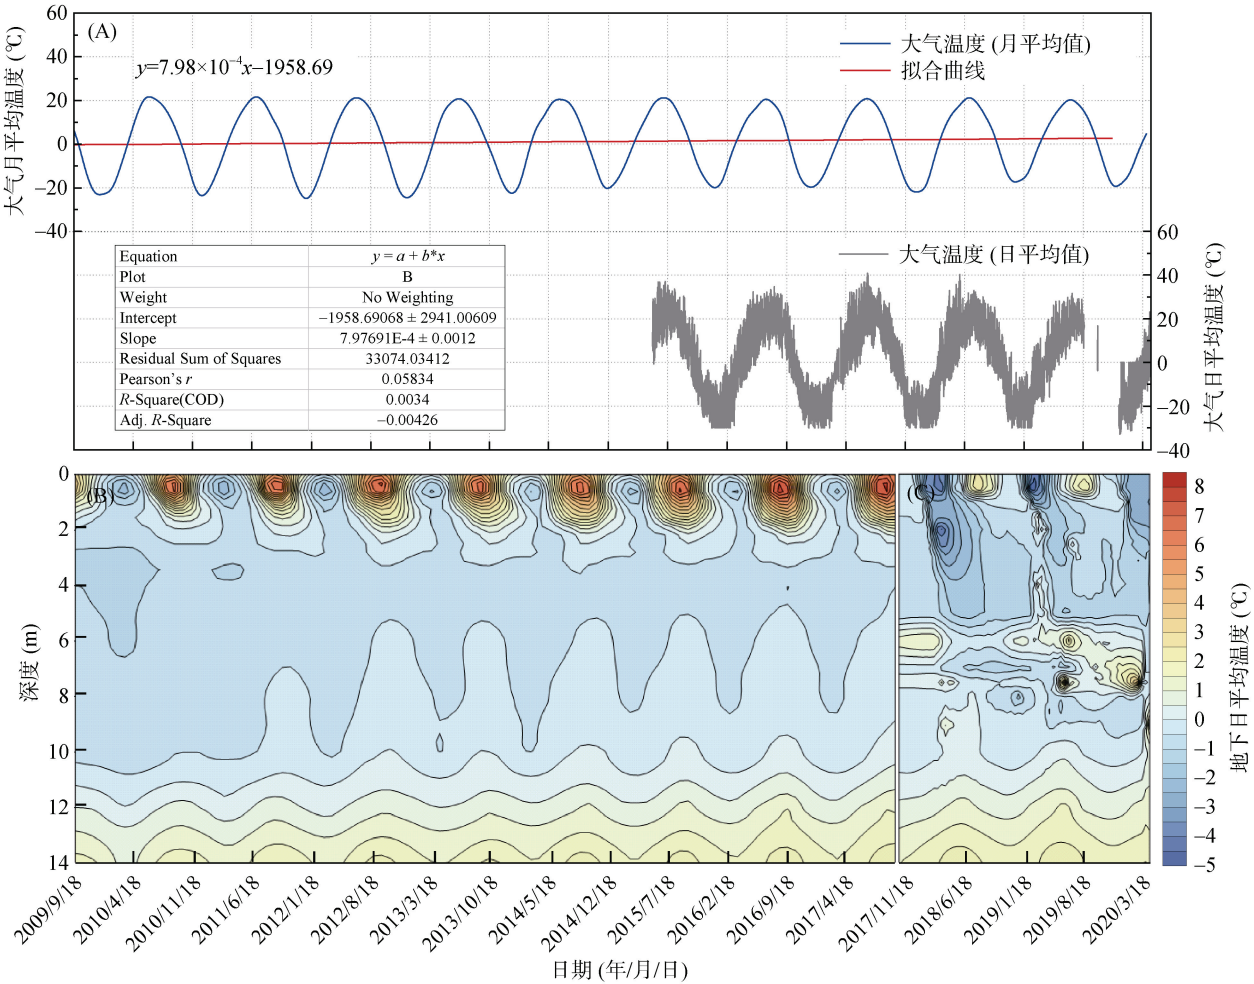 (A)
大气月平均温度 (℃)
60
40
20
0
−20
−40
y=7.98×10⁻⁴x−1958.69
大气温度 (月平均值)
拟合曲线
Equation y = a + b*x
Plot B
Weight No Weighting
Intercept −1958.69068 ± 2941.00609
Slope 7.97691E-4 ± 0.0012
Residual Sum of Squares 33074.03412
Pearson's r 0.05834
R-Square(COD) 0.0034
Adj. R-Square −0.00426
大气温度 (日平均值)
60
40
20
0
−20
−40
大气日平均温度 (℃)
(B)
(C)
深度 (m)
0
2
4
6
8
10
12
14
8
7
6
5
4
3
2
1
0
−1
−2
−3
−4
−5
地下日平均温度 (℃)
2009/9/18
2010/4/18
2010/11/18
2011/6/18
2012/1/18
2012/8/18
2013/3/18
2013/10/18
2014/5/18
2014/12/18
2015/7/18
2016/2/18
2016/9/18
2017/4/18
2017/11/18
2018/6/18
2019/1/18
2019/8/18
2020/3/18
日期 (年/月/日)